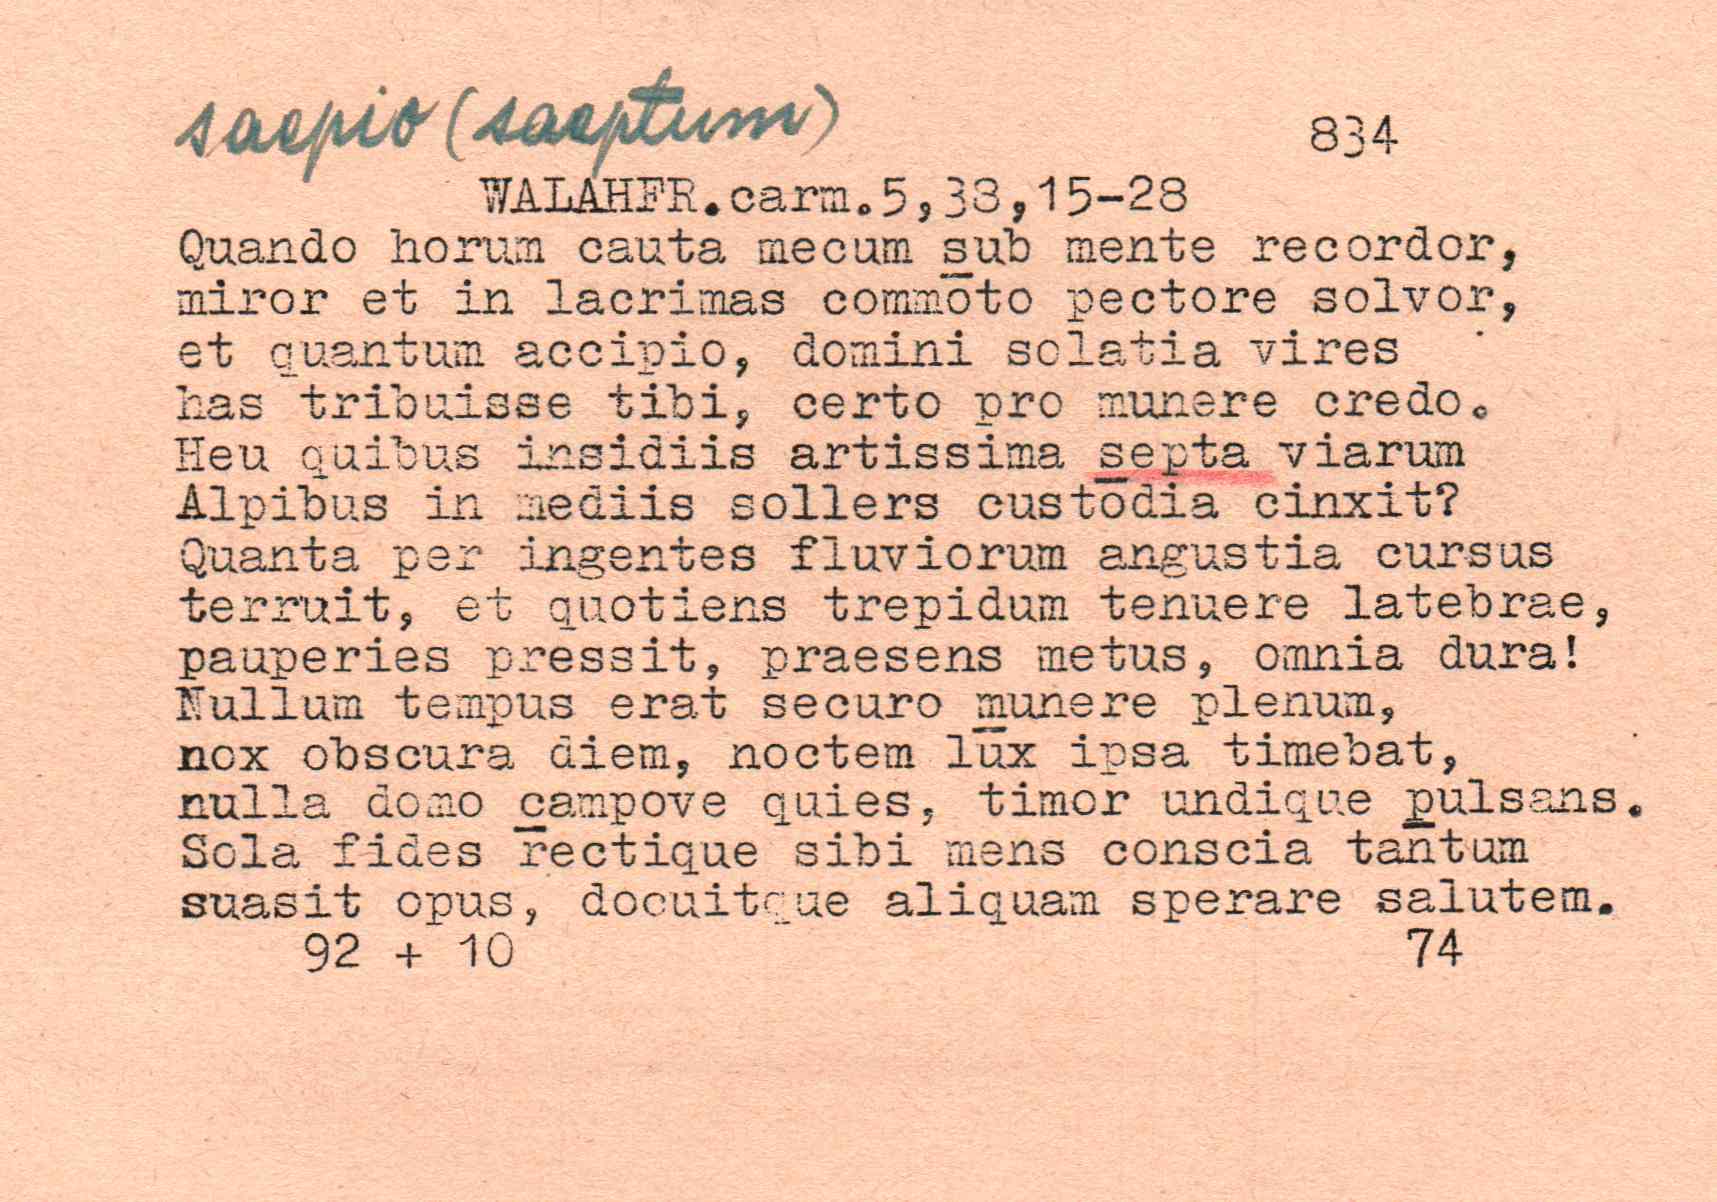 saepio (saeptum)
834
WALAHFR.carm.5,38,15-28
Quando horum cauta mecum sub mente recordor,
miror et in lacrimas commoto pectore solvor,
et quantum accipio, domini solatia vires
has tribuisse tibi, certo pro munere credo.
Heu quibus insidiis artissima septa viarum
Alpibus in mediis sollers custodia cinxit?
Quanta per ingentes fluviorum angustia cursus
terruit, et quotiens trepidum tenuere latebrae,
pauperies pressit, praesens metus, omnia dura!
Nullum tempus erat securo munere plenum,
nox obscura diem, noctem lux ipsa timebat,
nulla domo campove quies, timor undique pulsans.
Sola fides rectique sibi mens conscia tantum
suasit opus, docuitque aliquam sperare salutem.
92 + 10 74